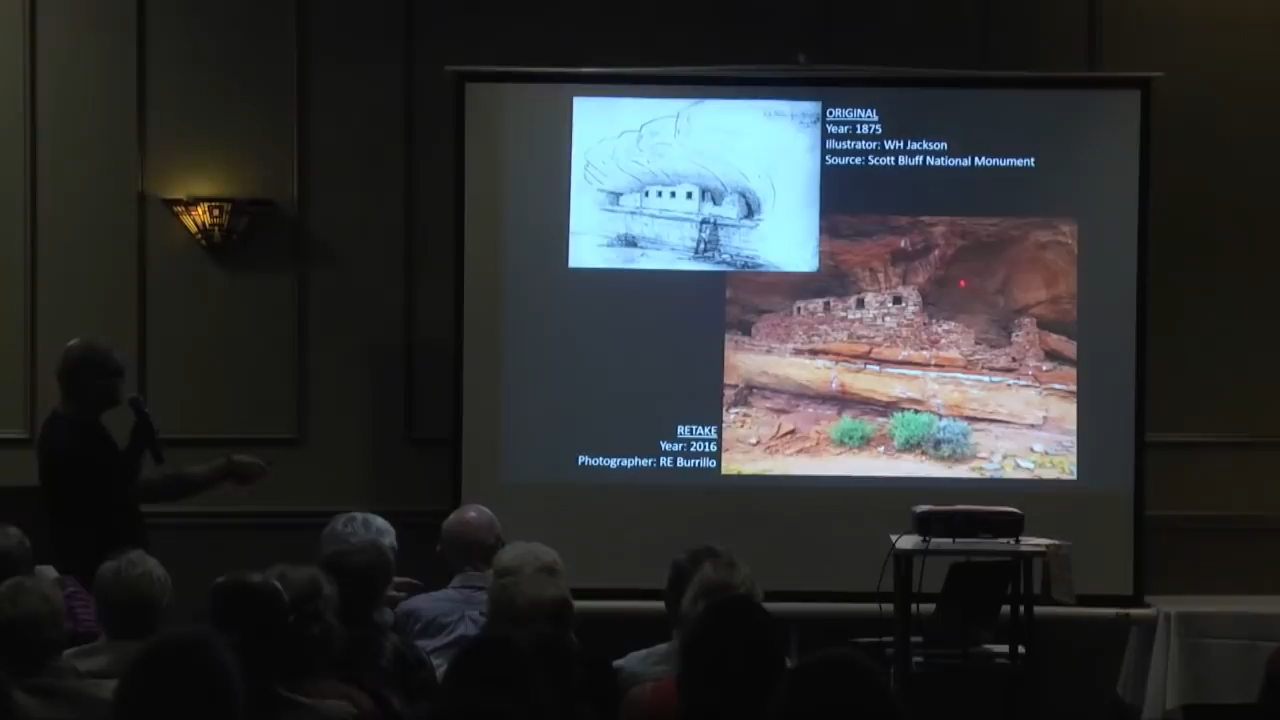 ORIGINAL
Year: 1875
Illustrator: WH Jackson
Source: Scott Bluff National Monument
RETAKE
Year: 2016
Photographer: RE Burrillo